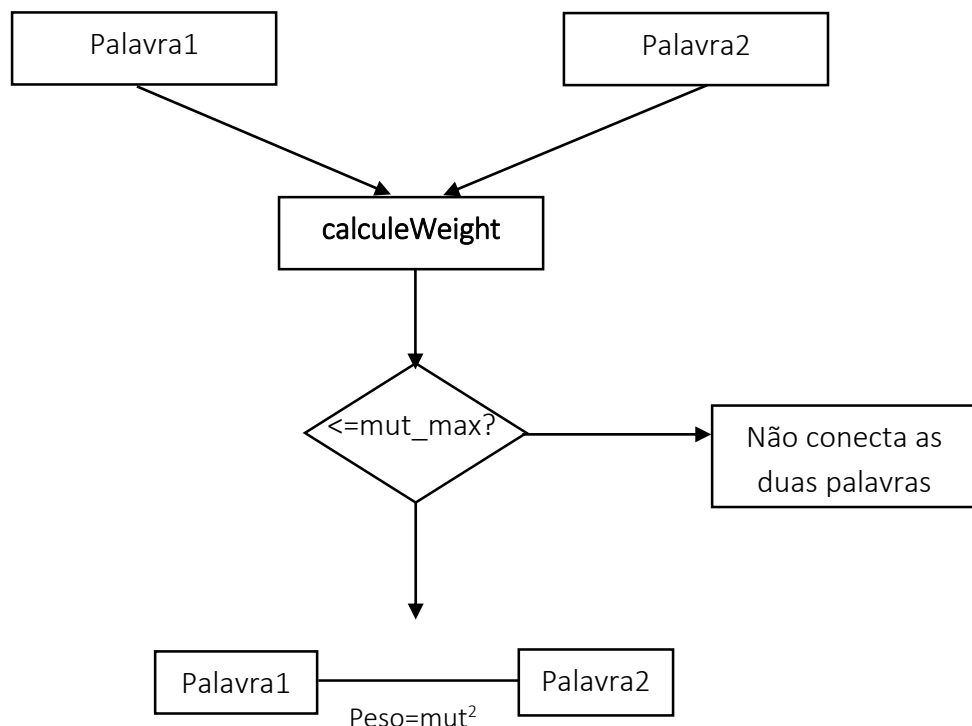 Palavra1
Palavra2
calculeWeight
<=mut_max?
Não conecta as
duas palavras
Palavra1
Palavra2
Peso=mut²